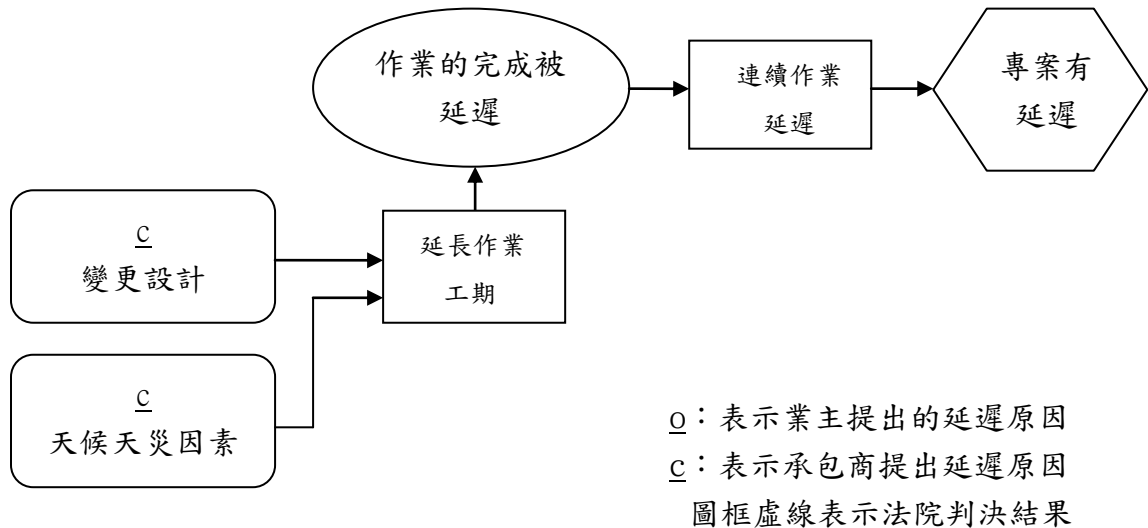 作業的完成被
延遲
連續作業
延遲
專案有
延遲
c
變更設計
延長作業
工期
c
天候天災因素
o：表示業主提出的延遲原因
c：表示承包商提出延遲原因
圖框虛線表示法院判決結果